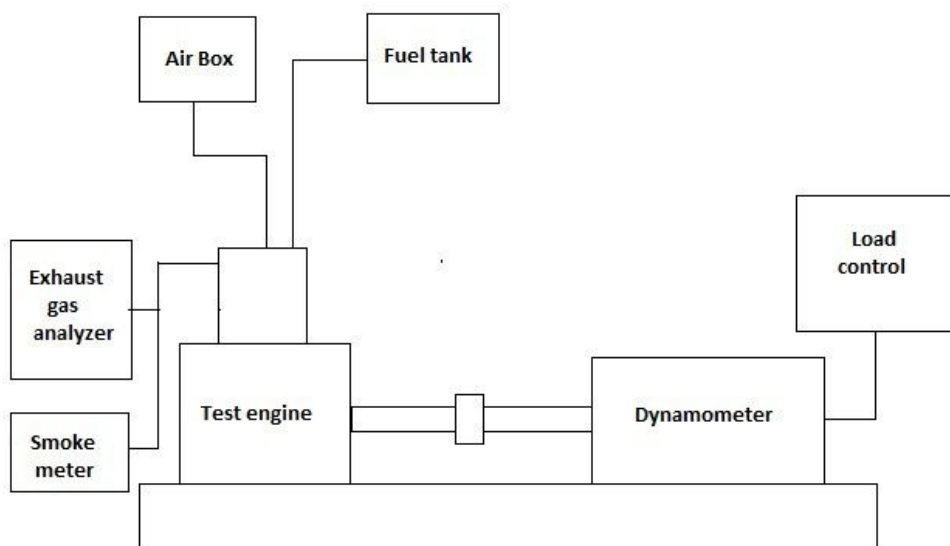 Air Box
Fuel tank
Exhaust
gas
analyzer
Load
control
Test engine
Dynamometer
Smoke
meter